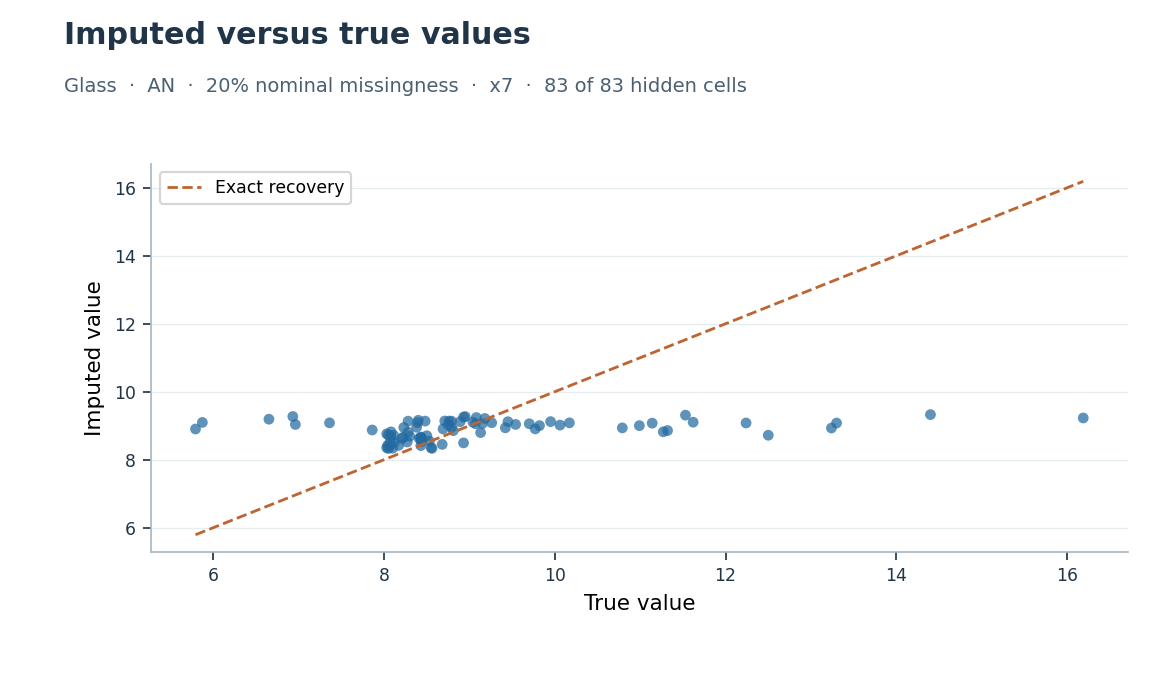 Imputed versus true values
Glass · AN · 20% nominal missingness · x7 · 83 of 83 hidden cells
Exact recovery
16
14
12
10
8
6
Imputed value
6 8 10 12 14 16
True value